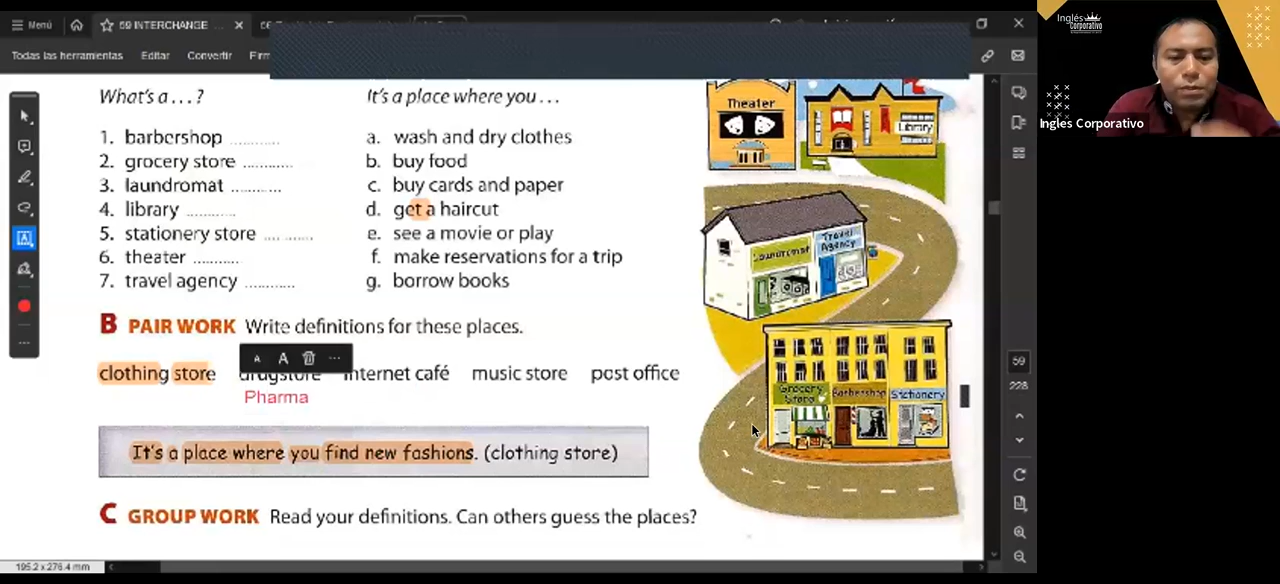 Menú
59 INTERCHANGE ...
Todas las herramientas Editar Convertir Firm
Inglés
Corporativo
Ingles Corporativo
What's a . . . ? It's a place where you . . .
1. barbershop ............ a. wash and dry clothes
2. grocery store ............ b. buy food
3. laundromat ............ c. buy cards and paper
4. library ............ d. get a haircut
5. stationery store ............ e. see a movie or play
6. theater ............ f. make reservations for a trip
7. travel agency ............ g. borrow books
Theater
Library
Laundromat
Travel
Agency
B PAIR WORK Write definitions for these places.
A A ...
clothing store drugstore Internet café music store post office
Pharma
59
228
Grocery
Store
Barbershop
Stationery
It's a place where you find new fashions. (clothing store)
C GROUP WORK Read your definitions. Can others guess the places?
195.2 x 276.4 mm